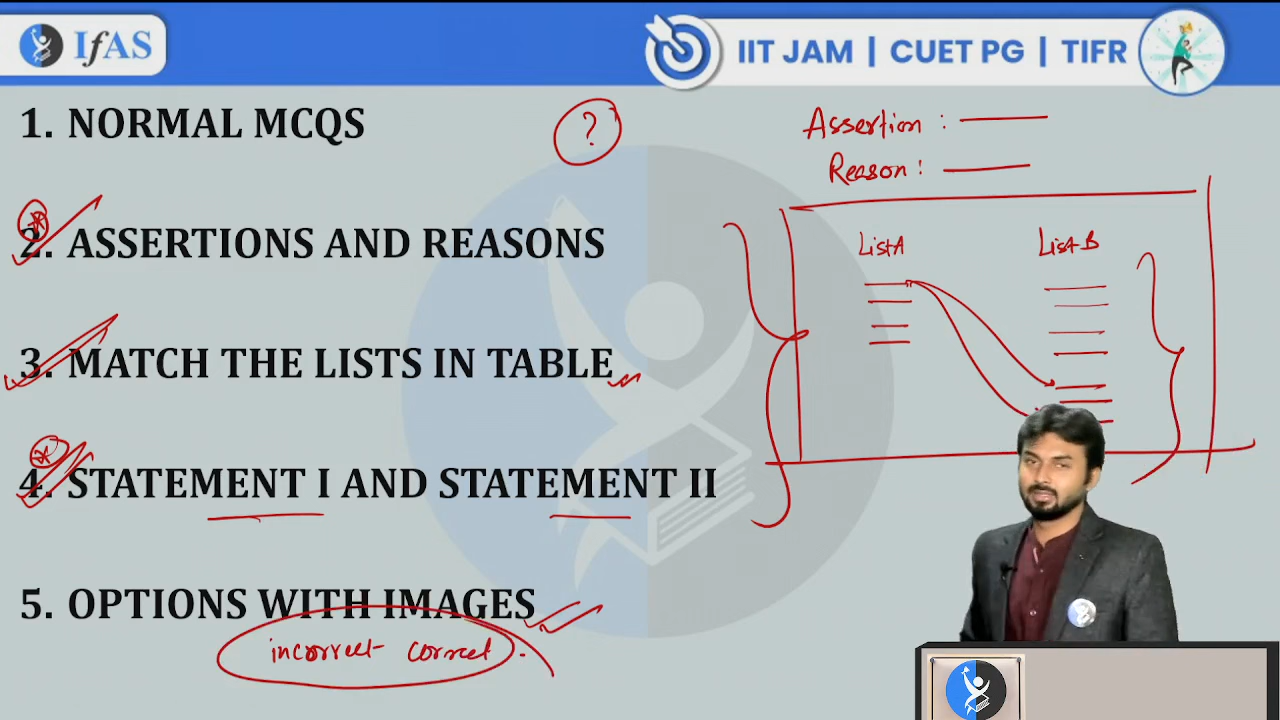 IfAS
IIT JAM | CUET PG | TIFR
1. NORMAL MCQS
?
2. ASSERTIONS AND REASONS
3. MATCH THE LISTS IN TABLE
4. STATEMENT I AND STATEMENT II
5. OPTIONS WITH IMAGES
incorrect correct.
Assertion :
Reason :
List A
List B